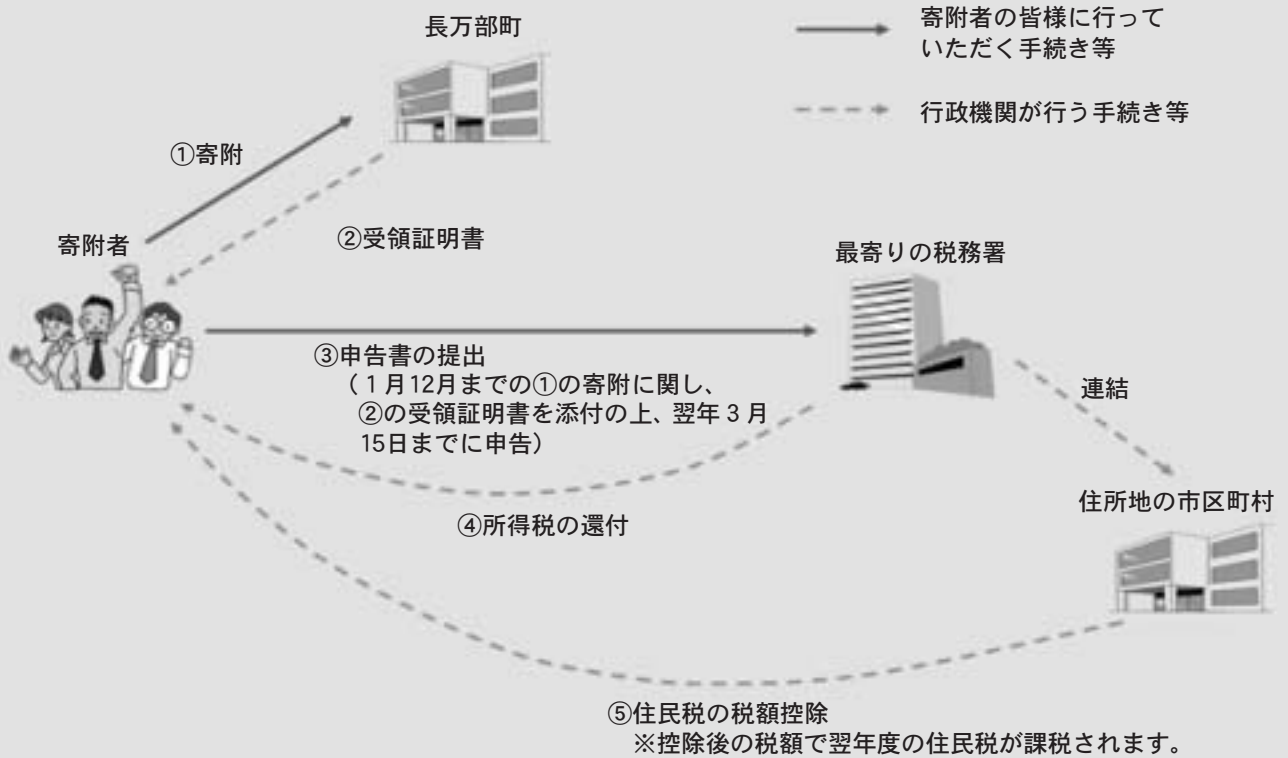 長万部町
寄附者の皆様に行って
いただく手続き等
行政機関が行う手続き等
①寄附
②受領証明書
寄附者
最寄りの税務署
③申告書の提出
（1月12月までの①の寄附に関し、
②の受領証明書を添付の上、翌年3月
15日までに申告）
連結
④所得税の還付
住所地の市区町村
⑤住民税の税額控除
※控除後の税額で翌年度の住民税が課税されます。